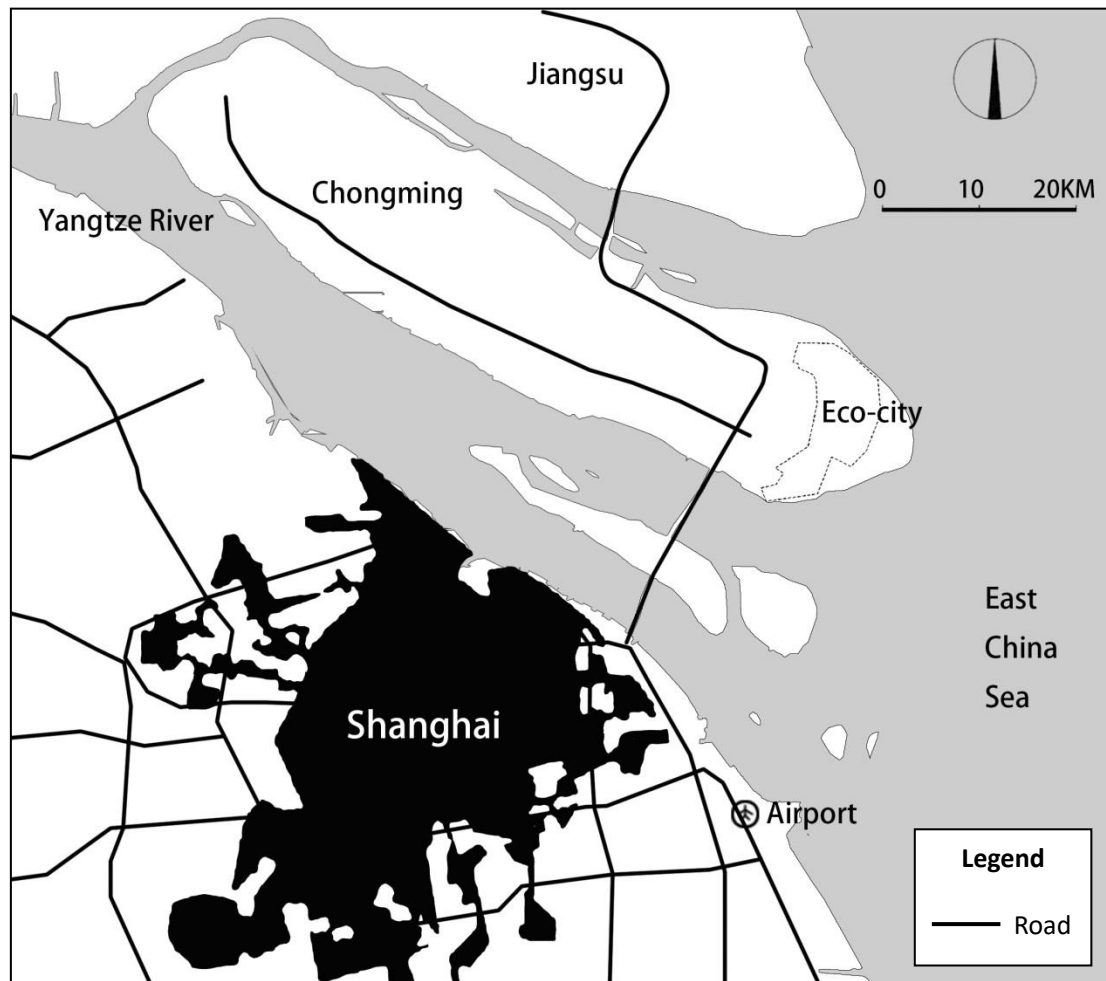 Jiangsu
0 10 20KM
Chongming
Yangtze River
Eco-city
East
China
Sea
Shanghai
Airport
Legend
Road